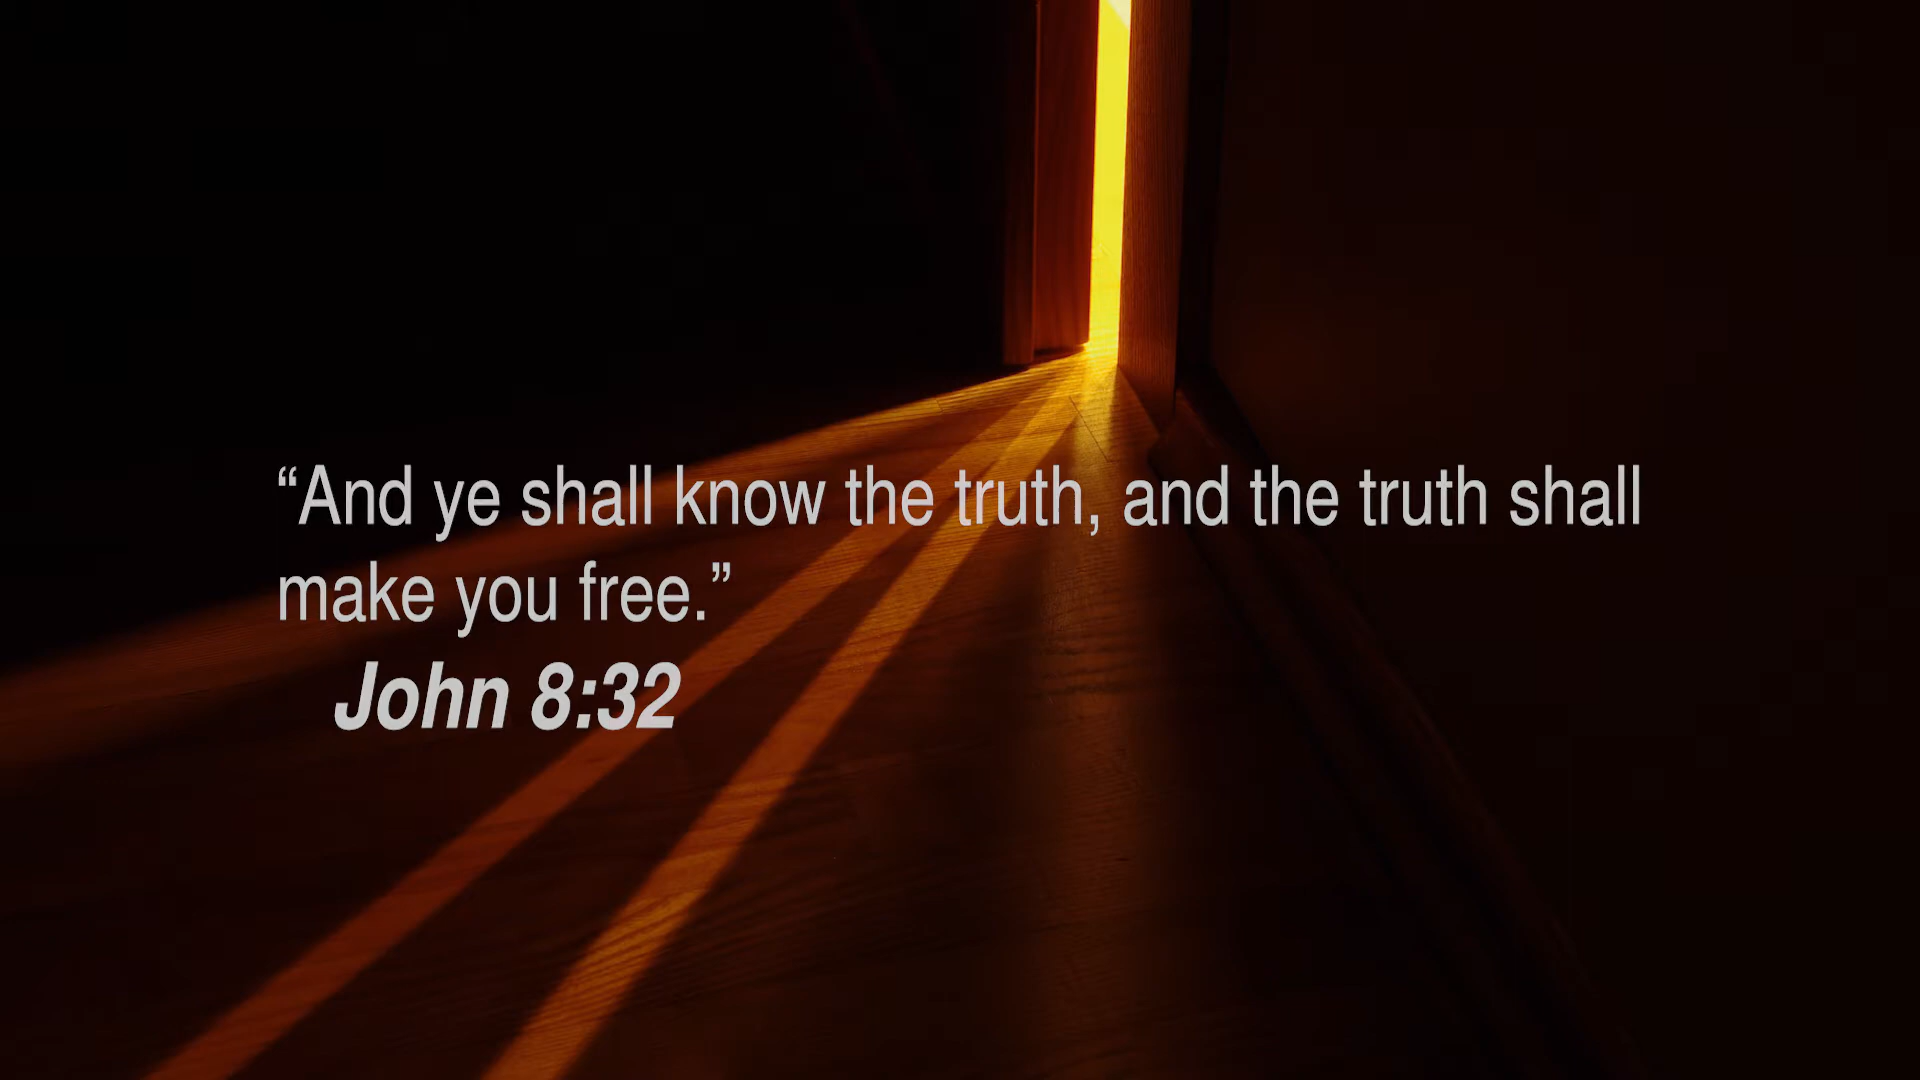 “And ye shall know the truth, and the truth shall
make you free.”
John 8:32